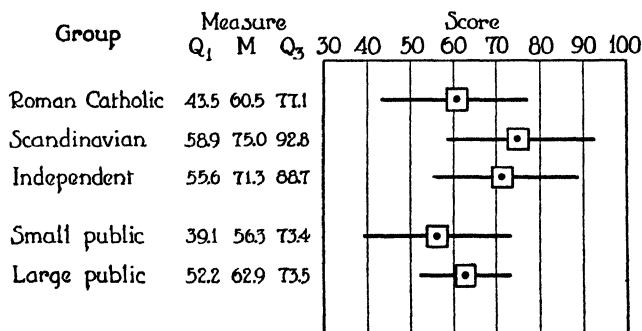 Measure Score
Group Q1 M Q3 30 40 50 60 70 80 90 100
Roman Catholic 43.5 60.5 77.1
Scandinavian 58.9 75.0 92.8
Independent 55.6 71.3 88.7
Small public 39.1 56.3 73.4
Large public 52.2 62.9 73.5